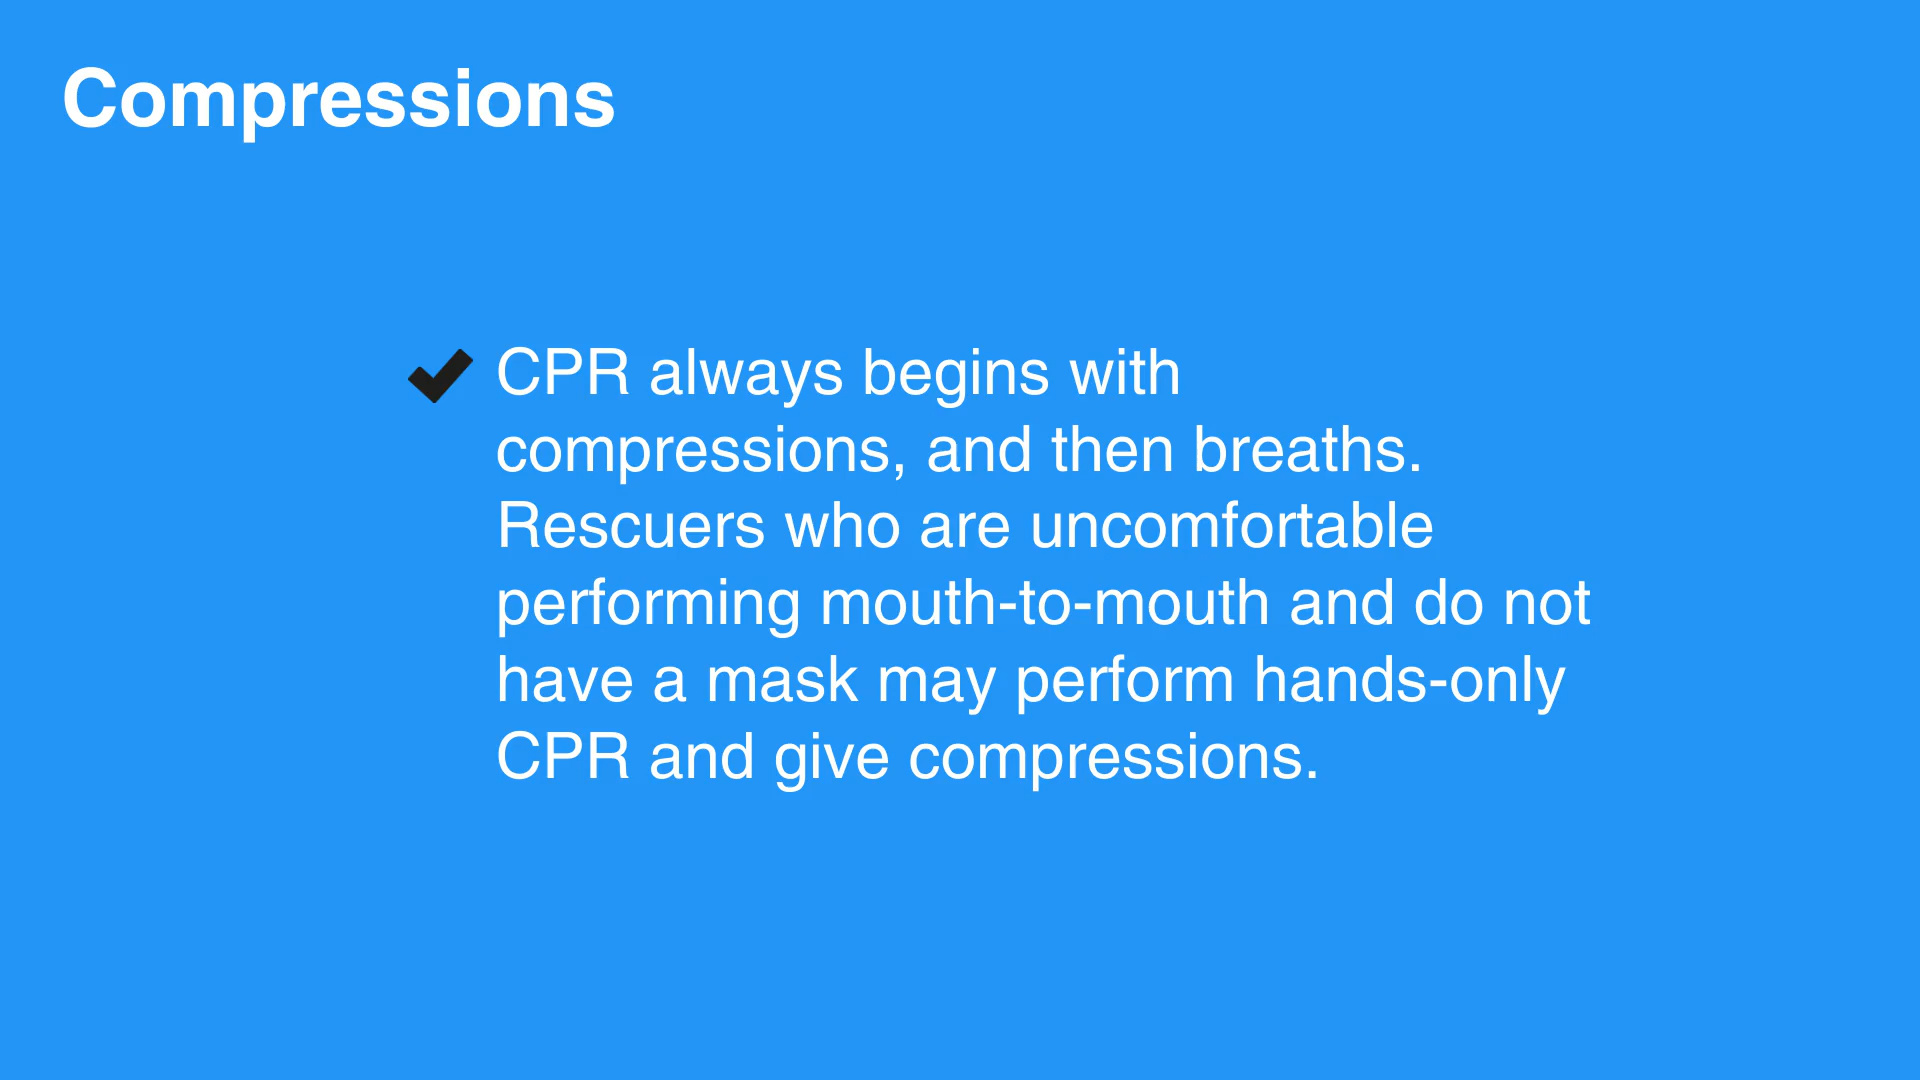 Compressions
CPR always begins with
compressions, and then breaths.
Rescuers who are uncomfortable
performing mouth-to-mouth and do not
have a mask may perform hands-only
CPR and give compressions.